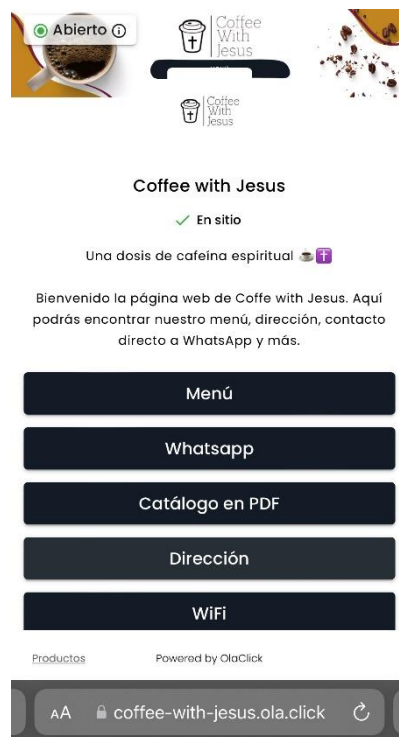 Abierto
Coffee
With
Jesus
Coffee
With
Jesus
Coffee with Jesus
En sitio
Una dosis de cafeína espiritual ☕✝️
Bienvenido la página web de Coffe with Jesus. Aquí
podrás encontrar nuestro menú, dirección, contacto
directo a WhatsApp y más.
Menú
Whatsapp
Catálogo en PDF
Dirección
WiFi
Productos Powered by OlaClick
AA coffee-with-jesus.ola.click